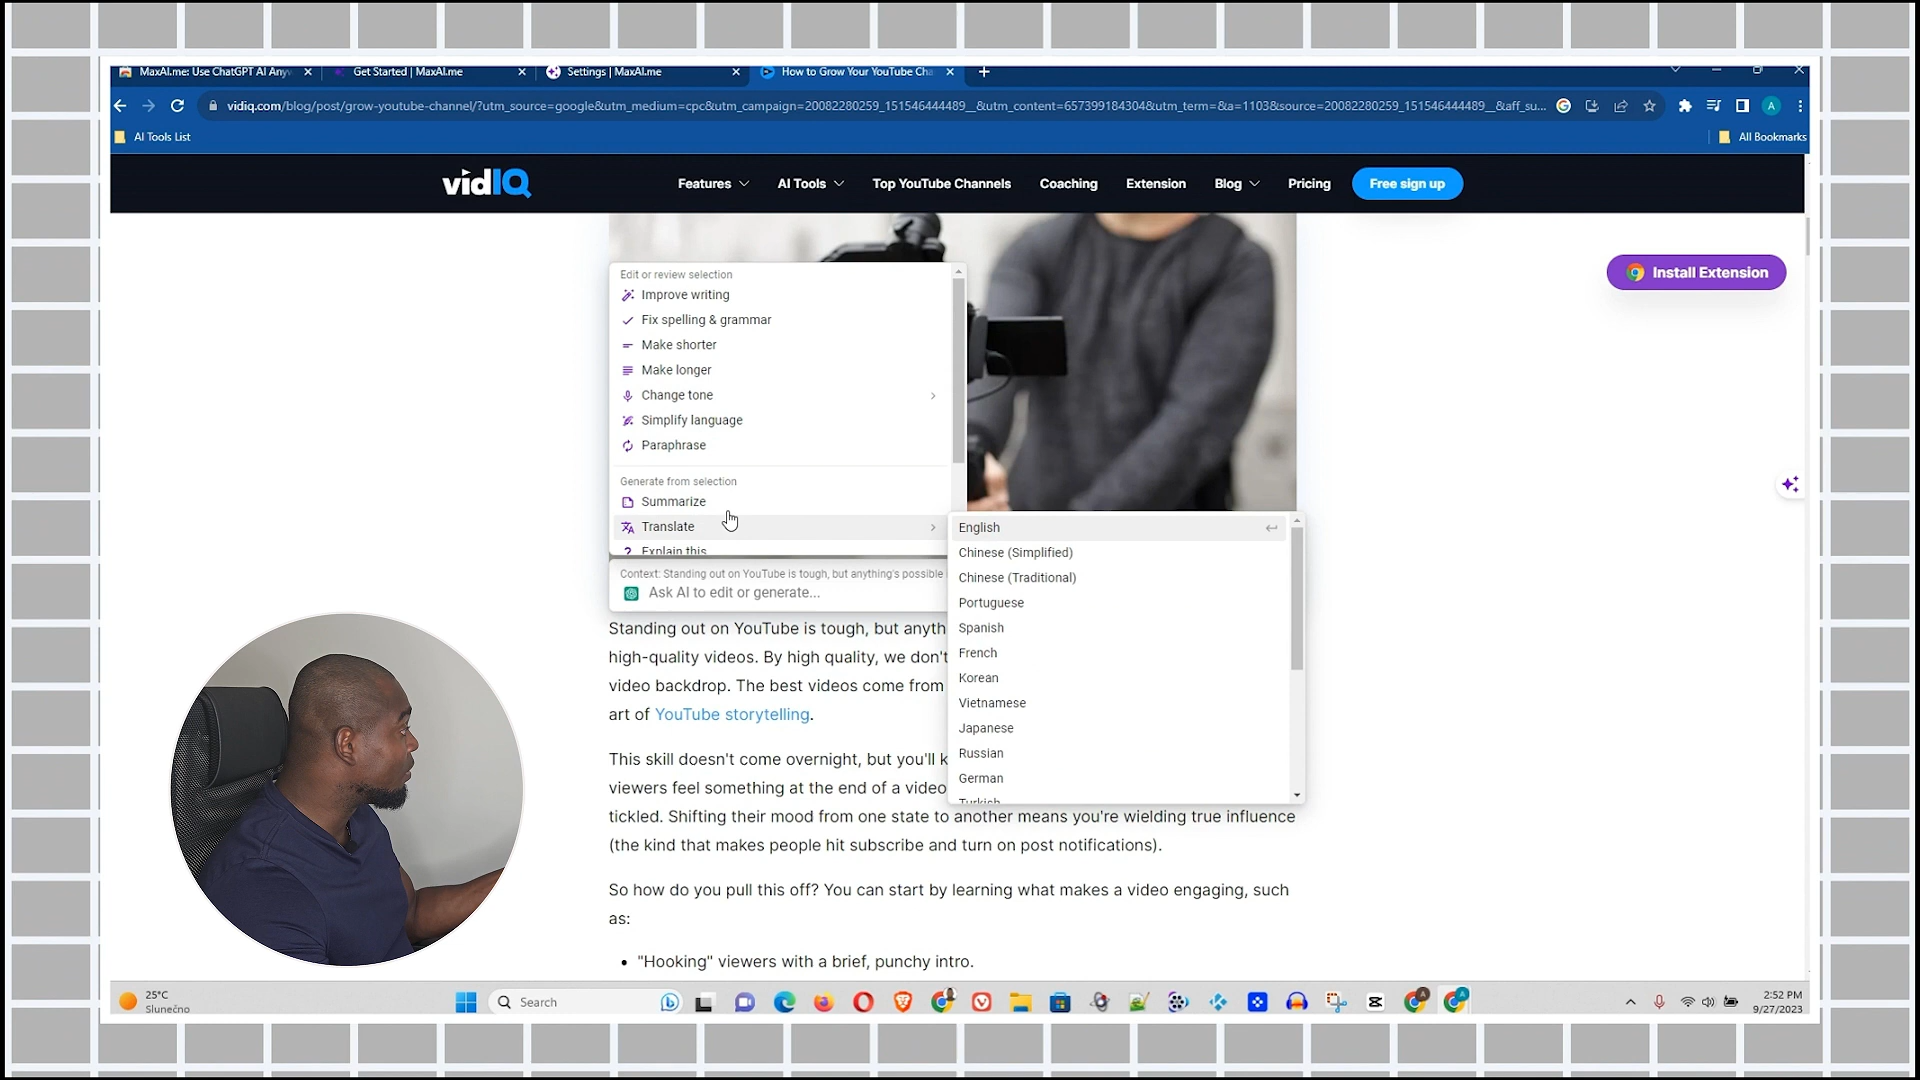 MaxAI.me: Use ChatGPT AI Any
Get Started | MaxAI.me
Settings | MaxAI.me
How to Grow Your YouTube Cha
vidiq.com/blog/post/grow-youtube-channel/?utm_source=google&utm_medium=cpc&utm_campaign=20082280259_151546444489__&utm_content=657399184304&utm_term=&a=1103&source=20082280259_151546444489__&aff_su...
A
AI Tools List
All Bookmarks
vidIQ
Features
AI Tools
Top YouTube Channels
Coaching
Extension
Blog
Pricing
Free sign up
Install Extension
Edit or review selection
Improve writing
Fix spelling & grammar
Make shorter
Make longer
Change tone
Simplify language
Paraphrase
Generate from selection
Summarize
Translate
Explain this
English
Chinese (Simplified)
Chinese (Traditional)
Portuguese
Spanish
French
Korean
Vietnamese
Japanese
Russian
German
Turkish
Context: Standing out on YouTube is tough, but anything's possible
Ask AI to edit or generate...
Standing out on YouTube is tough, but anyth
high-quality videos. By high quality, we don't
video backdrop. The best videos come from
art of YouTube storytelling.
This skill doesn't come overnight, but you'll k
viewers feel something at the end of a video
tickled. Shifting their mood from one state to another means you're wielding true influence
(the kind that makes people hit subscribe and turn on post notifications).
So how do you pull this off? You can start by learning what makes a video engaging, such
as:
• "Hooking" viewers with a brief, punchy intro.
25°C
Slunečno
Search
2:52 PM
9/27/2023